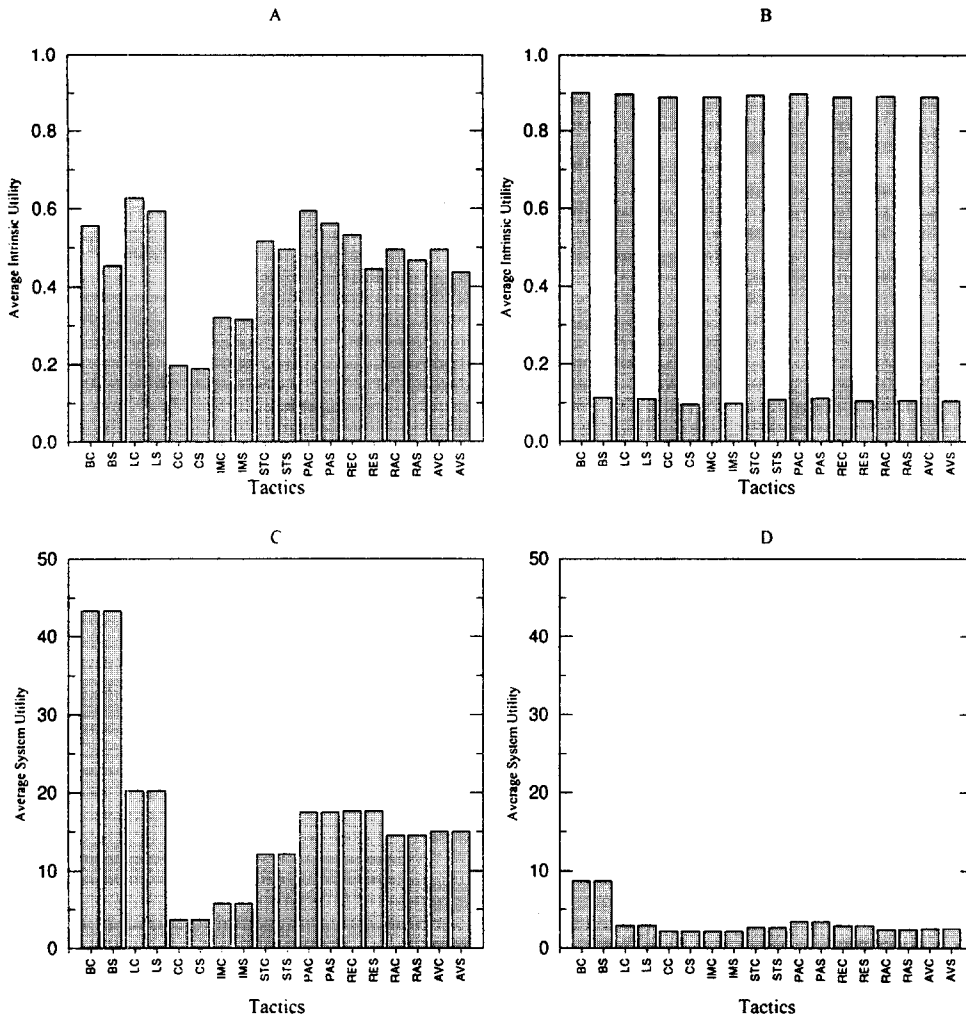 A
Average Intrinsic Utility
1.0
0.8
0.6
0.4
0.2
0.0
BC BS LC LS CC CS IMC IMS STC STS PAC PAS REC RES RAC RAS AVC AVS
Tactics
B
Average Intrinsic Utility
1.0
0.8
0.6
0.4
0.2
0.0
BC BS LC LS CC CS IMC IMS STC STS PAC PAS REC RES RAC RAS AVC AVS
Tactics
C
Average System Utility
50
40
30
20
10
0
BC BS LC LS CC CS IMC IMS STC STS PAC PAS REC RES RAC RAS AVC AVS
Tactics
D
Average System Utility
50
40
30
20
10
0
BC BS LC LS CC CS IMC IMS STC STS PAC PAS REC RES RAC RAS AVC AVS
Tactics